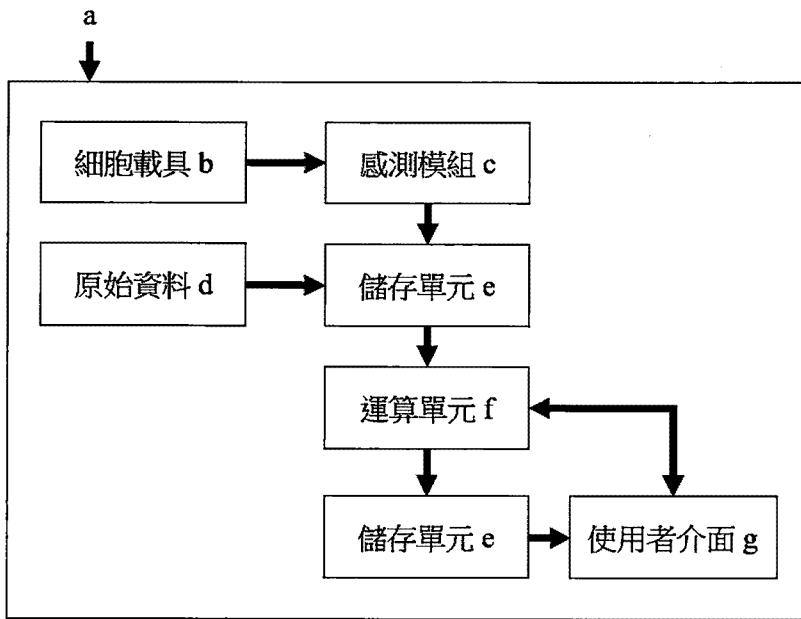 a
細胞載具 b
感測模組 c
原始資料 d
儲存單元 e
運算單元 f
儲存單元 e
使用者介面 g